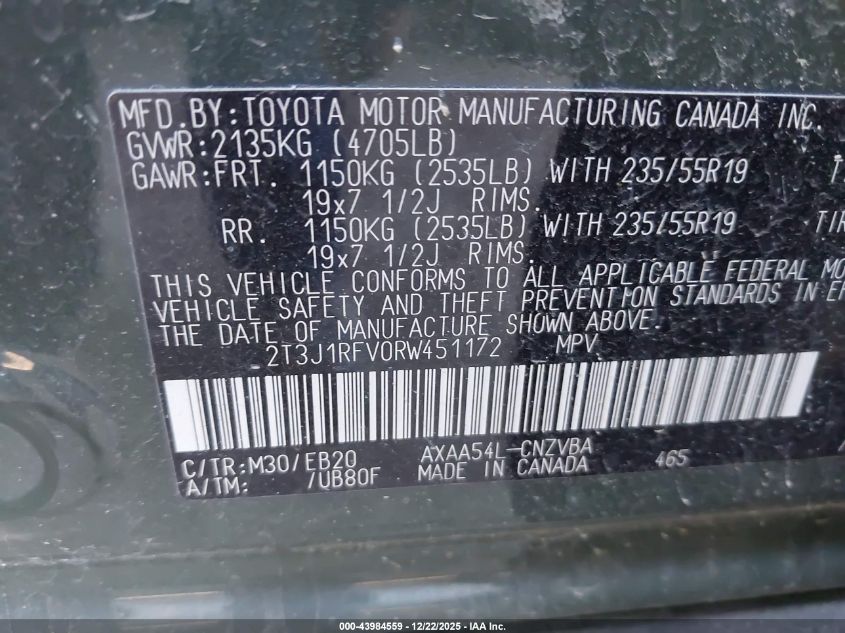 MFD.BY:TOYOTA MOTOR MANUFACTURING CANADA INC.
GVWR:2135KG (4705LB)
GAWR:FRT. 1150KG (2535LB) WITH 235/55R19
19x7 1/2J RIMS.
RR. 1150KG (2535LB) WITH 235/55R19 TIR
19x7 1/2J RIMS.
THIS VEHICLE CONFORMS TO ALL APPLICABLE FEDERAL MO
VEHICLE SAFETY AND THEFT PREVENTION STANDARDS IN
THE DATE OF MANUFACTURE SHOWN ABOVE.
2T3J1RFV0RW451172 MPV
C/TR:M30/EB20 AXAA54L-CNZVBA 465
A/TM: /UB80F MADE IN CANADA
000-43984559 • 12/22/2025 • IAA Inc.